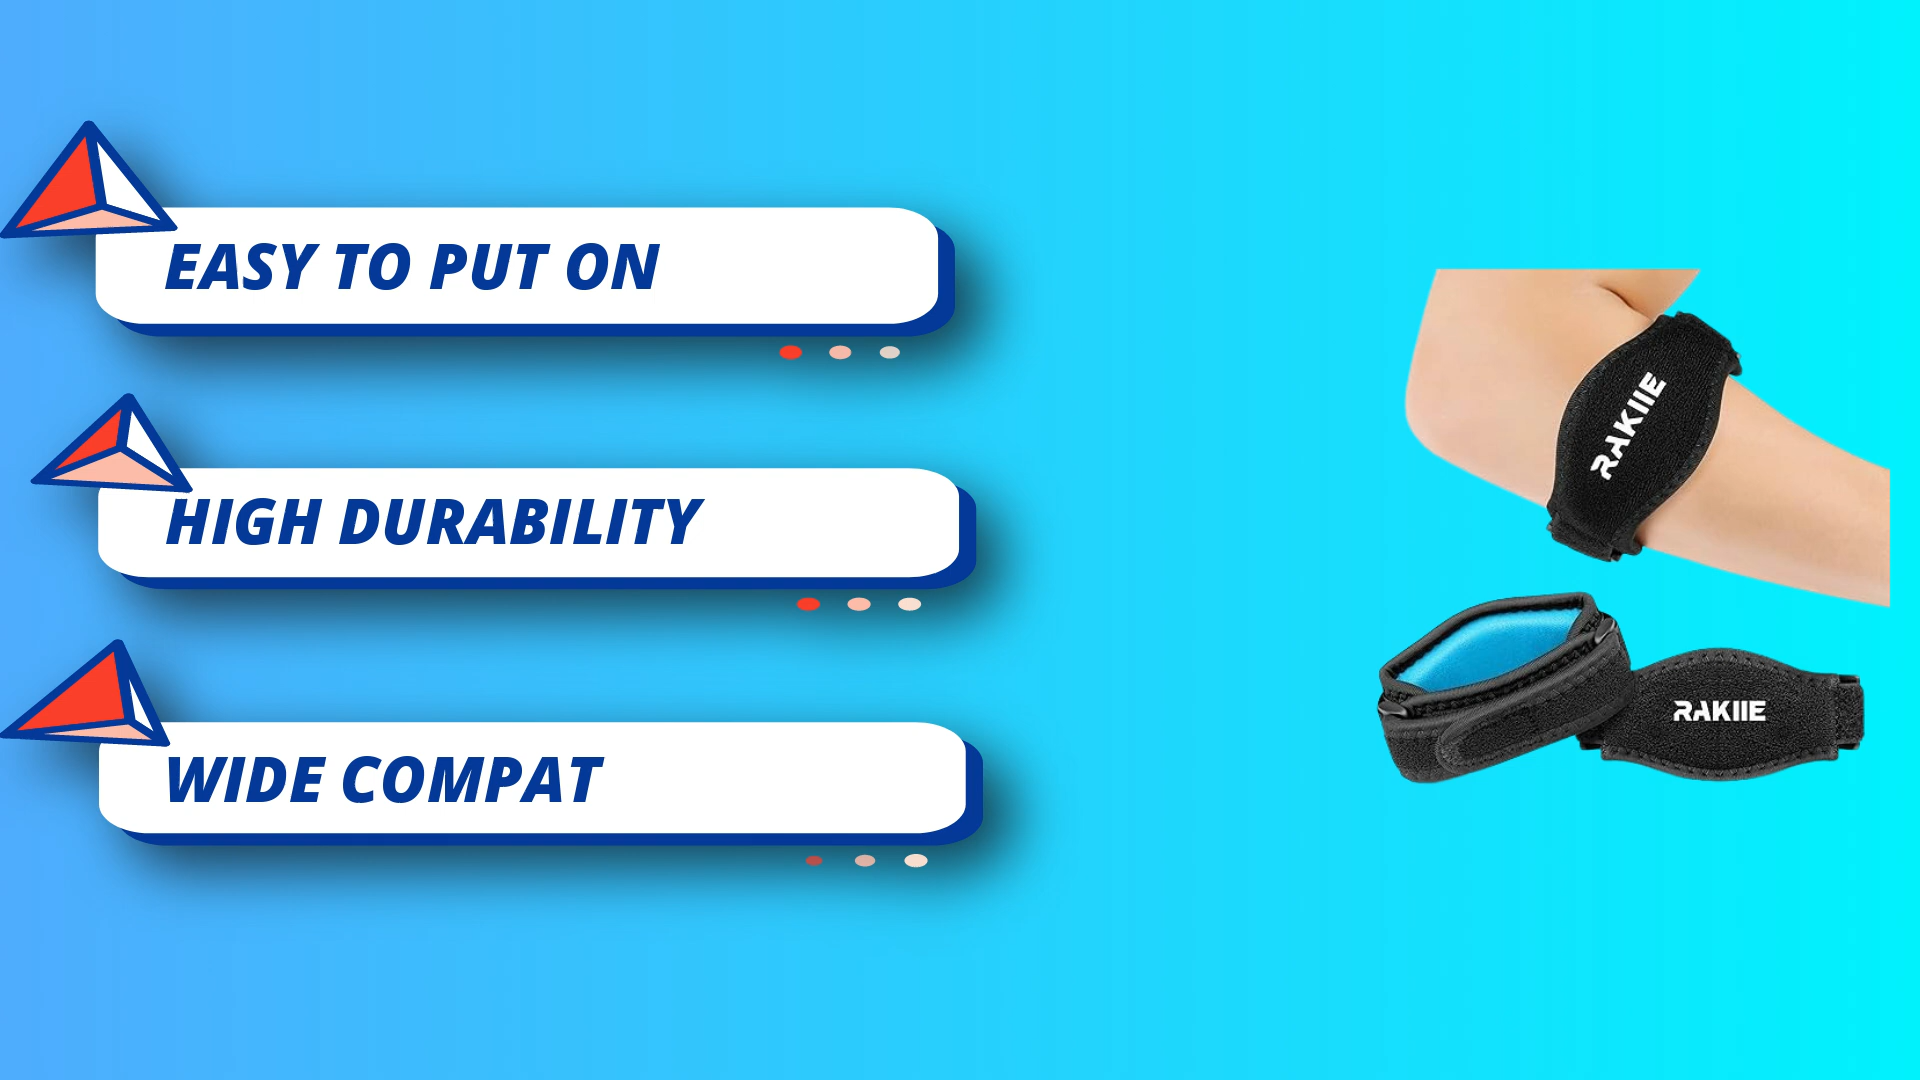 EASY TO PUT ON
HIGH DURABILITY
WIDE COMPAT
RAKIIE
RAKIIE